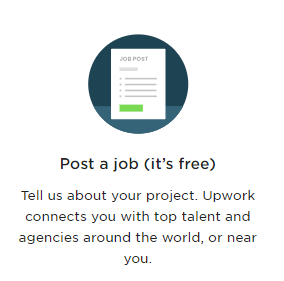 JOB POST
Post a job (it's free)
Tell us about your project. Upwork
connects you with top talent and
agencies around the world, or near
you.